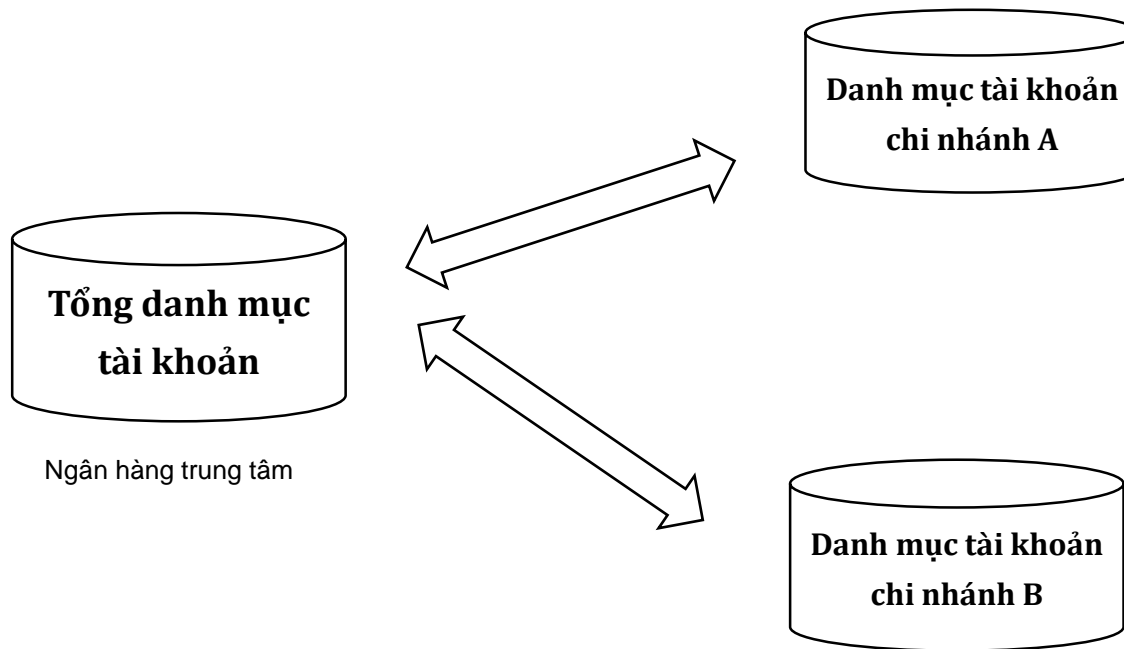 Danh mục tài khoản
chi nhánh A
Tổng danh mục
tài khoản
Ngân hàng trung tâm
Danh mục tài khoản
chi nhánh B